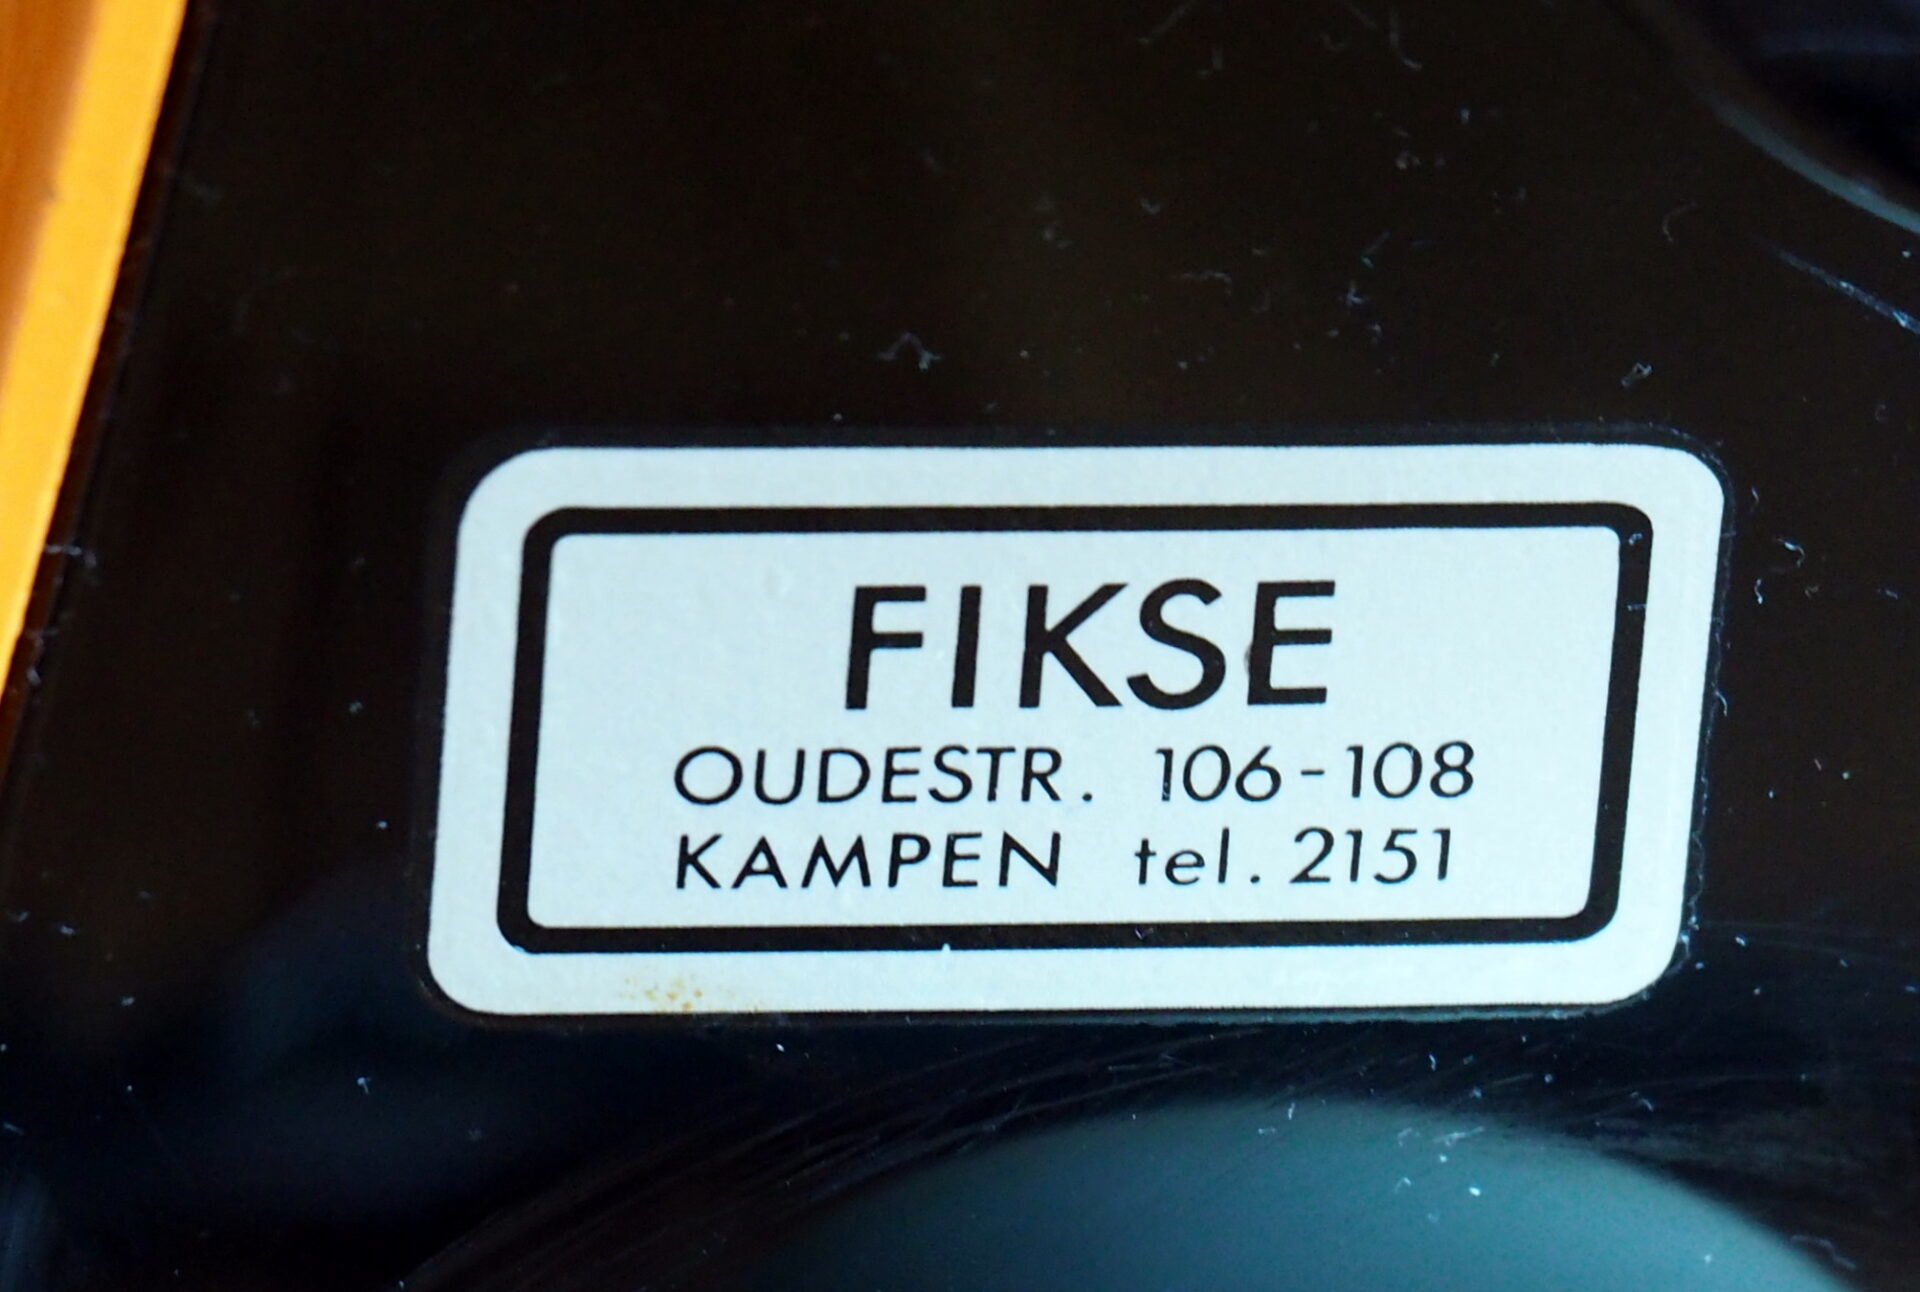 FIKSE
OUDESTR. 106-108
KAMPEN tel. 2151